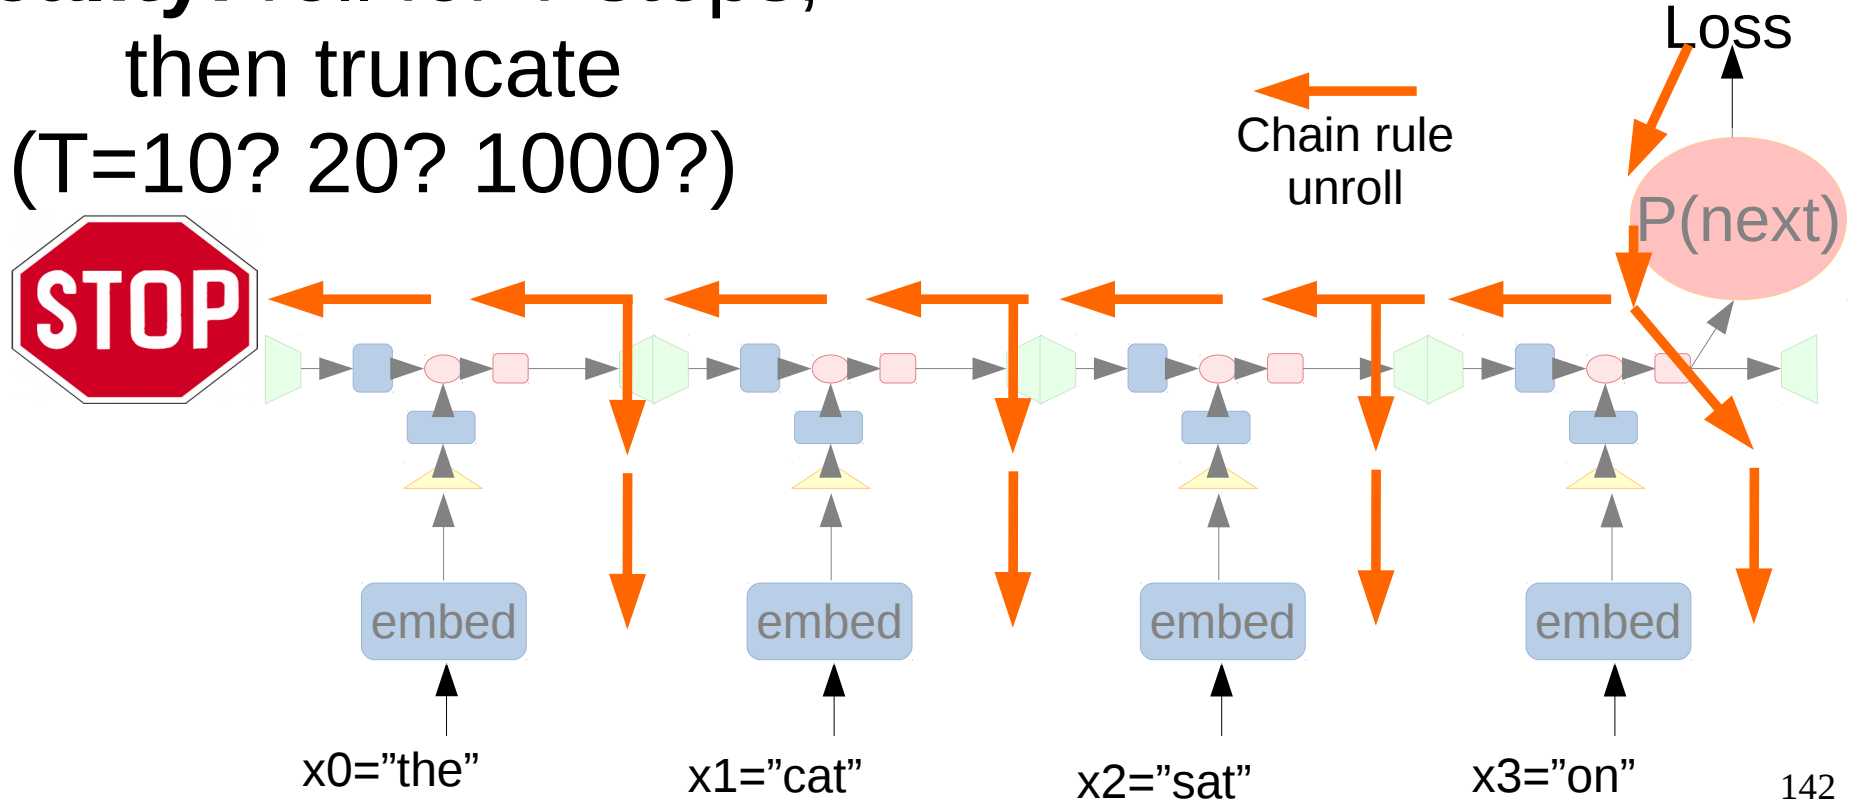 then truncate
(T=10? 20? 1000?)
Loss
Chain rule
unroll
P(next)
STOP
embed embed embed embed
x0=”the” x1=”cat” x2=”sat” x3=”on”
142